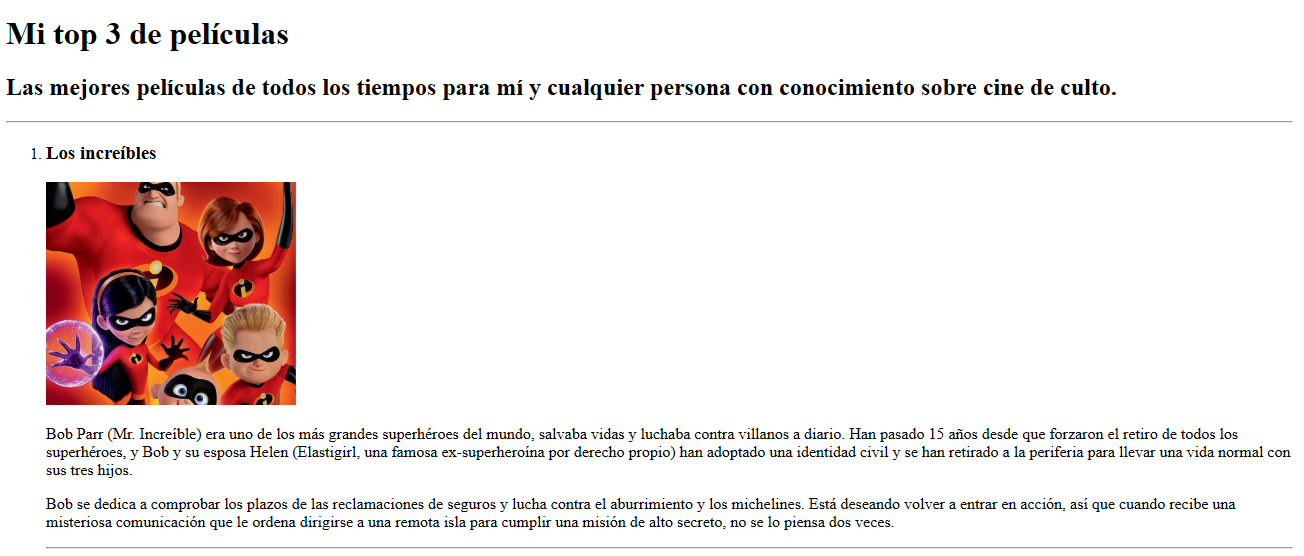 Mi top 3 de películas
Las mejores películas de todos los tiempos para mí y cualquier persona con conocimiento sobre cine de culto.
1. Los increíbles
Bob Parr (Mr. Increíble) era uno de los más grandes superhéroes del mundo, salvaba vidas y luchaba contra villanos a diario. Han pasado 15 años desde que forzaron el retiro de todos los
superhéroes, y Bob y su esposa Helen (Elastigirl, una famosa ex-superheroína por derecho propio) han adoptado una identidad civil y se han retirado a la periferia para llevar una vida normal con
sus tres hijos.
Bob se dedica a comprobar los plazos de las reclamaciones de seguros y lucha contra el aburrimiento y los michelines. Está deseando volver a entrar en acción, así que cuando recibe una
misteriosa comunicación que le ordena dirigirse a una remota isla para cumplir una misión de alto secreto, no se lo piensa dos veces.